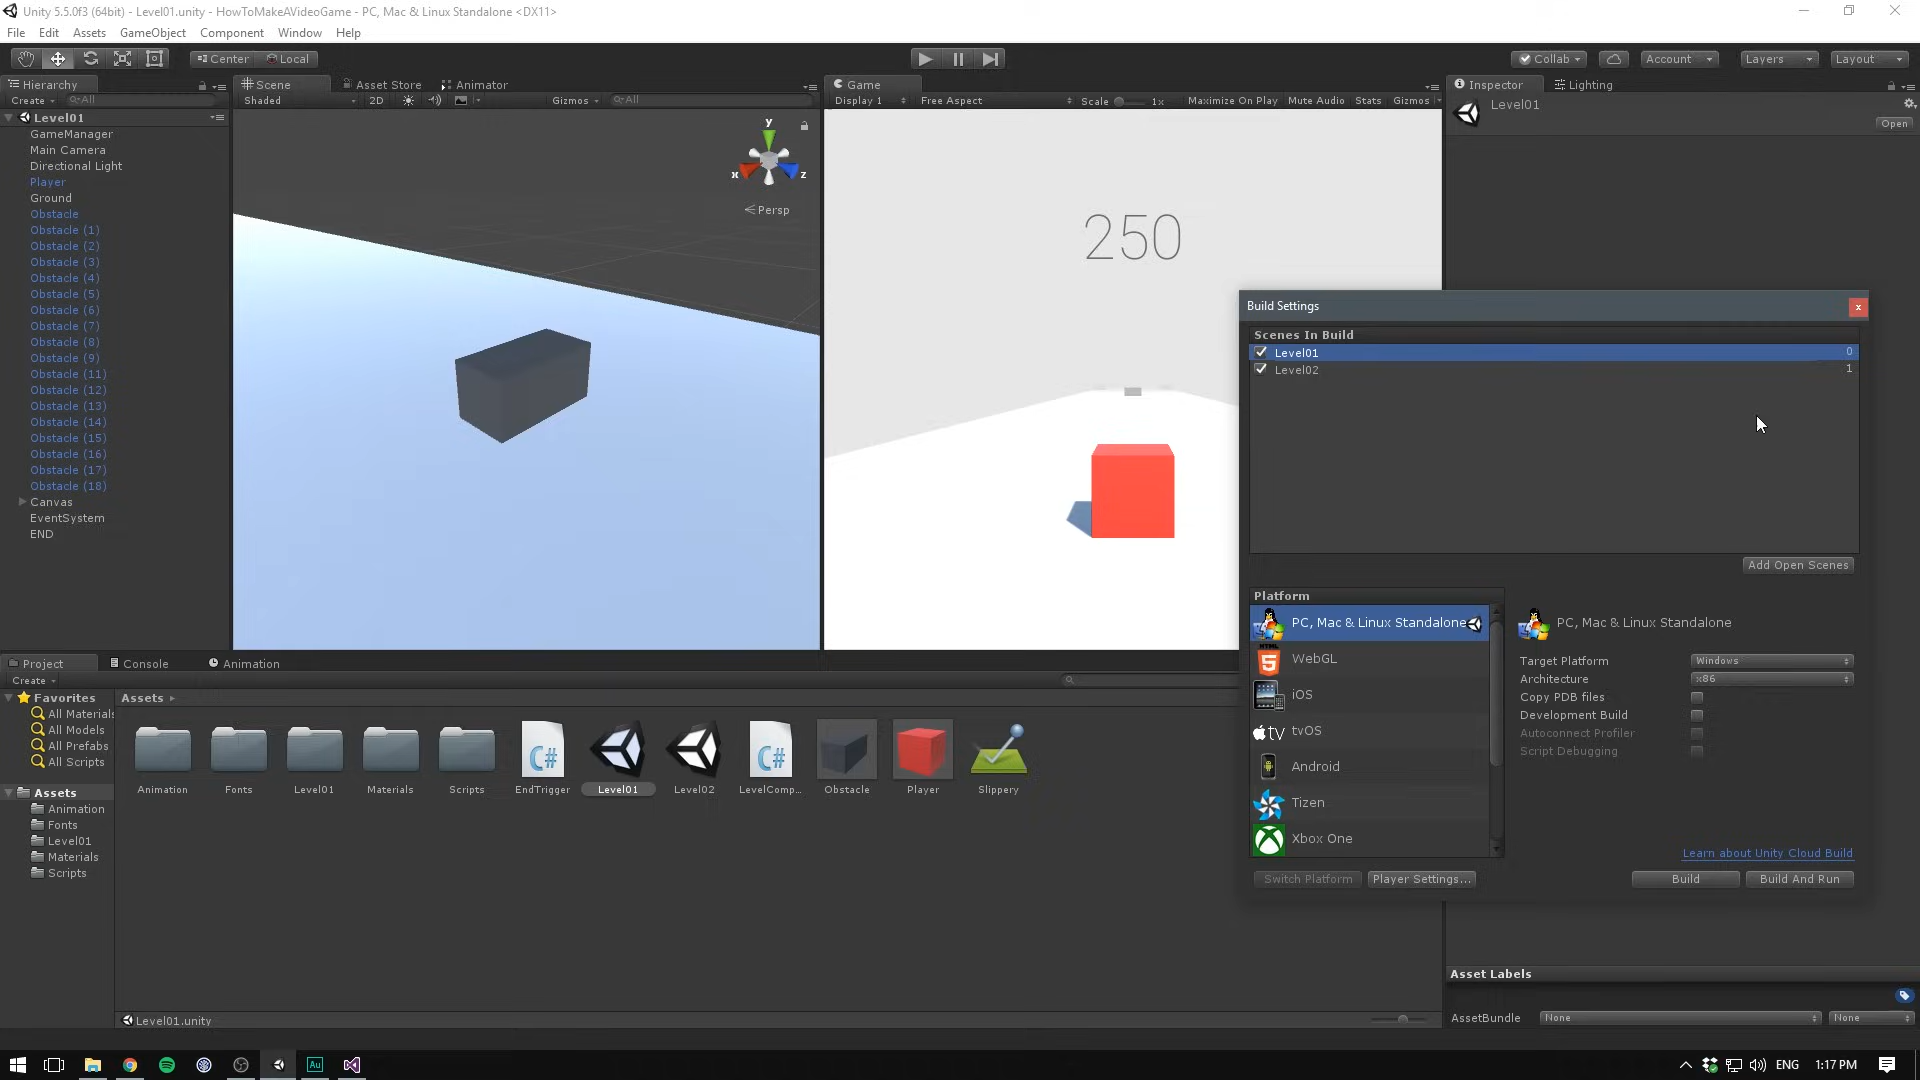 Unity 5.5.0f3 (64bit) - Level01.unity - HowToMakeAVideoGame - PC, Mac & Linux Standalone <DX11>
File Edit Assets GameObject Component Window Help
Center Local
Collab Account Layers Layout
Hierarchy
Create All
Level01
GameManager
Main Camera
Directional Light
Player
Ground
Obstacle
Obstacle (1)
Obstacle (2)
Obstacle (3)
Obstacle (4)
Obstacle (5)
Obstacle (6)
Obstacle (7)
Obstacle (8)
Obstacle (9)
Obstacle (11)
Obstacle (12)
Obstacle (13)
Obstacle (14)
Obstacle (15)
Obstacle (16)
Obstacle (17)
Obstacle (18)
Canvas
EventSystem
END
Scene Asset Store Animator
Shaded 2D Gizmos All
y
x z
Persp
Game
Display 1 Free Aspect Scale 1x Maximize On Play Mute Audio Stats Gizmos
250
Inspector Lighting
Level01
Open
Build Settings
x
Scenes In Build
Level01 0
Level02 1
Add Open Scenes
Platform
PC, Mac & Linux Standalone
HTML
5
WebGL
iOS
tv
tvOS
Android
Tizen
Xbox One
PC, Mac & Linux Standalone
Target Platform Windows
Architecture x86
Copy PDB files
Development Build
Autoconnect Profiler
Script Debugging
Learn about Unity Cloud Build
Switch Platform Player Settings... Build Build And Run
Project Console Animation
Create
Favorites
All Materials
All Models
All Prefabs
All Scripts
Assets
Animation
Fonts
Level01
Materials
Scripts
Assets
C# C#
Animation Fonts Level01 Materials Scripts EndTrigger Level01 Level02 LevelComp... Obstacle Player Slippery
Level01.unity
Asset Labels
AssetBundle None None
Au
ENG 1:17 PM